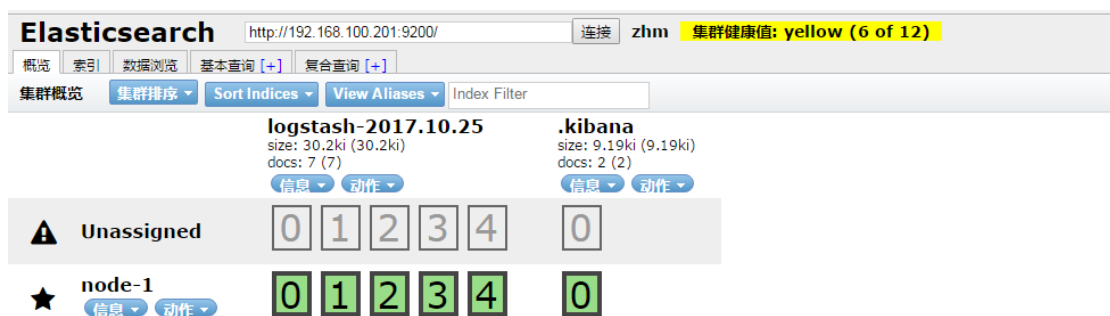 Elasticsearch http://192.168.100.201:9200/ 连接 zhm 集群健康值: yellow (6 of 12)
概览 索引 数据浏览 基本查询 [+] 复合查询 [+]
集群概览 集群排序 Sort Indices View Aliases Index Filter
logstash-2017.10.25 .kibana
size: 30.2ki (30.2ki) size: 9.19ki (9.19ki)
docs: 7 (7) docs: 2 (2)
信息 动作 信息 动作
Unassigned 0 1 2 3 4 0
node-1 0 1 2 3 4 0
信息 动作